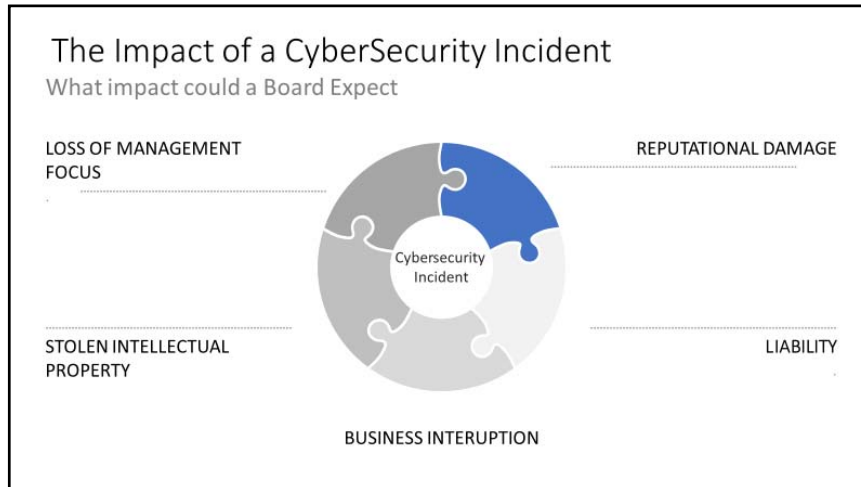 The Impact of a CyberSecurity Incident
What impact could a Board Expect
LOSS OF MANAGEMENT
FOCUS
.
REPUTATIONAL DAMAGE
Cybersecurity
Incident
STOLEN INTELLECTUAL
PROPERTY
LIABILITY
.
BUSINESS INTERUPTION